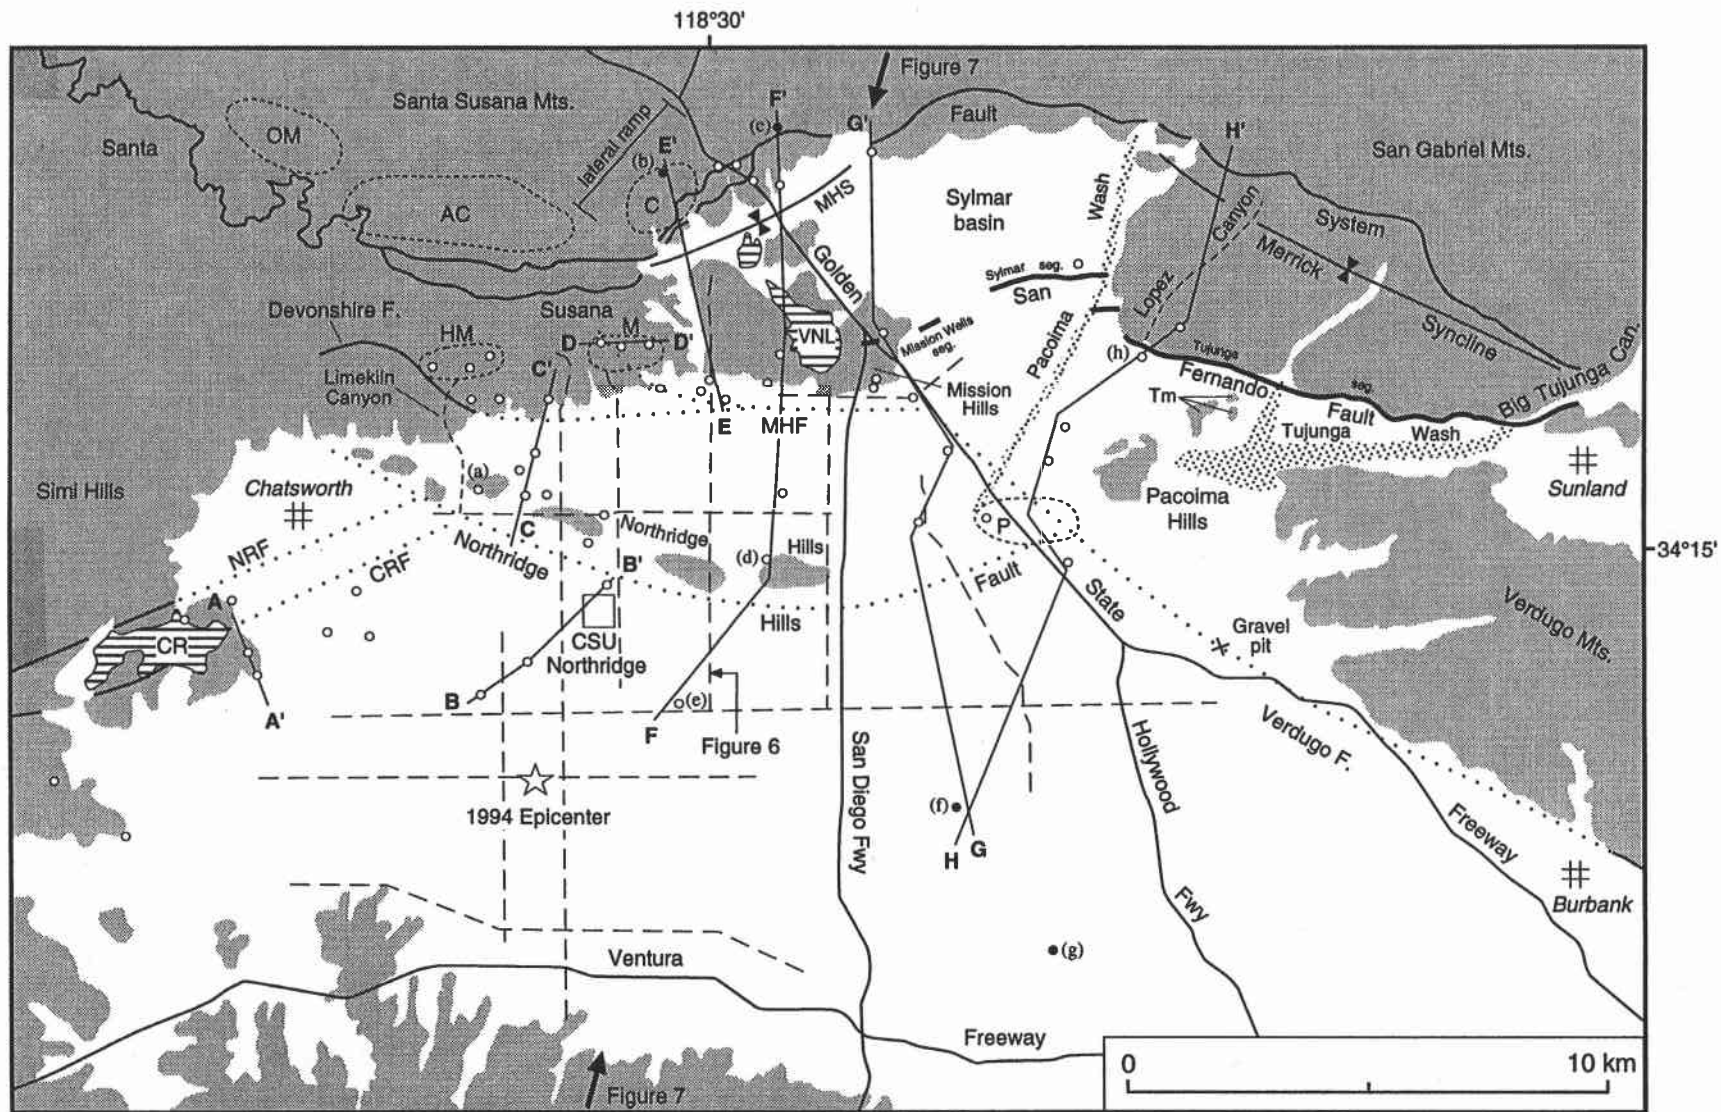 118°30'
Figure 7
Santa Susana Mts.
F'
(c)
G'
Fault
H'
OM
Santa
lateral ramp
E'
(b)
San Gabriel Mts.
AC
C
MHS
Wash
Sylmar
basin
Canyon
System
Golden
Merrick
Sylmar seg.
San
Lopez
Devonshire F.
Susana
HM
M
D
D'
VNL
Mission Wells
seg.
Pacoima
Syncline
C'
(h)
Tujunga
Limekiln
Canyon
Fernando
seg.
Big Tujunga Can.
Mission
Hills
Tm
Fault
E
MHF
Tujunga
Wash
(a)
Simi Hills
Chatsworth
Sunland
Pacoima
Hills
C
Northridge
P
NRF
CRF
Northridge
Hills
B'
(d)
34°15'
Fault
State
A
Hills
CSU
Northridge
Gravel
pit
Verdugo Mts.
CR
B
(e)
A'
F
Figure 6
San Diego Fwy
Verdugo F.
Hollywood
1994 Epicenter
(f)
H
G
Freeway
Fwy
Burbank
Ventura
(g)
Freeway
0
10 km
Figure 7